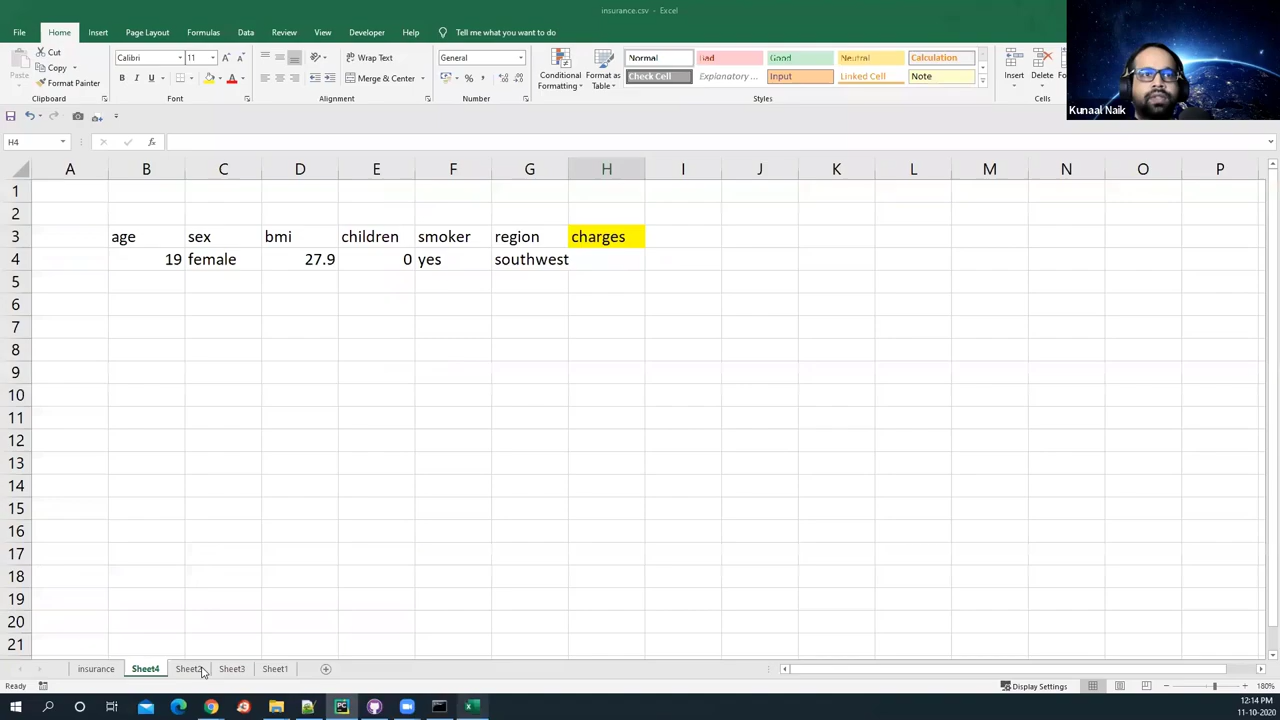 insurance.csv - Excel
File Home Insert Page Layout Formulas Data Review View Developer Help Tell me what you want to do
Paste Cut Copy Format Painter
Calibri 11 Wrap Text General
B I U Merge & Center % ,
Conditional Formatting Format as Table
Normal Bad Good Neutral Calculation
Check Cell Explanatory ... Input Linked Cell Note
Insert Delete
Clipboard Font Alignment Number Styles Cells
Kunaal Naik
H4 fx
A B C D E F G H I J K L M N O P
1
2
3 age sex bmi children smoker region charges
4 19 female 27.9 0 yes southwest
5
6
7
8
9
10
11
12
13
14
15
16
17
18
19
20
21
insurance Sheet4 Sheet2 Sheet3 Sheet1
Ready Display Settings 180%
12:14 PM
11-10-2020